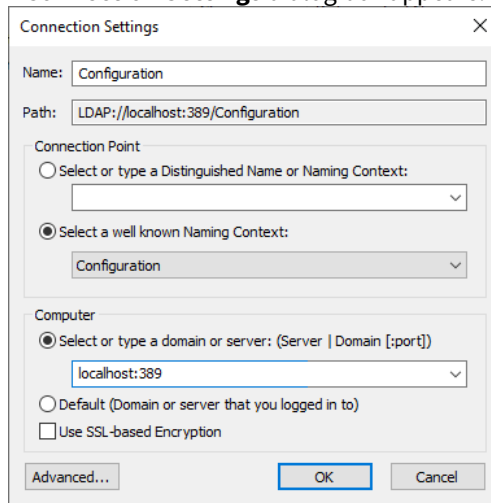 Connection Settings
Name: Configuration
Path: LDAP://localhost:389/Configuration
Connection Point
Select or type a Distinguished Name or Naming Context:
Select a well known Naming Context:
Configuration
Computer
Select or type a domain or server: (Server | Domain [:port])
localhost:389
Default (Domain or server that you logged in to)
Use SSL-based Encryption
Advanced... OK Cancel